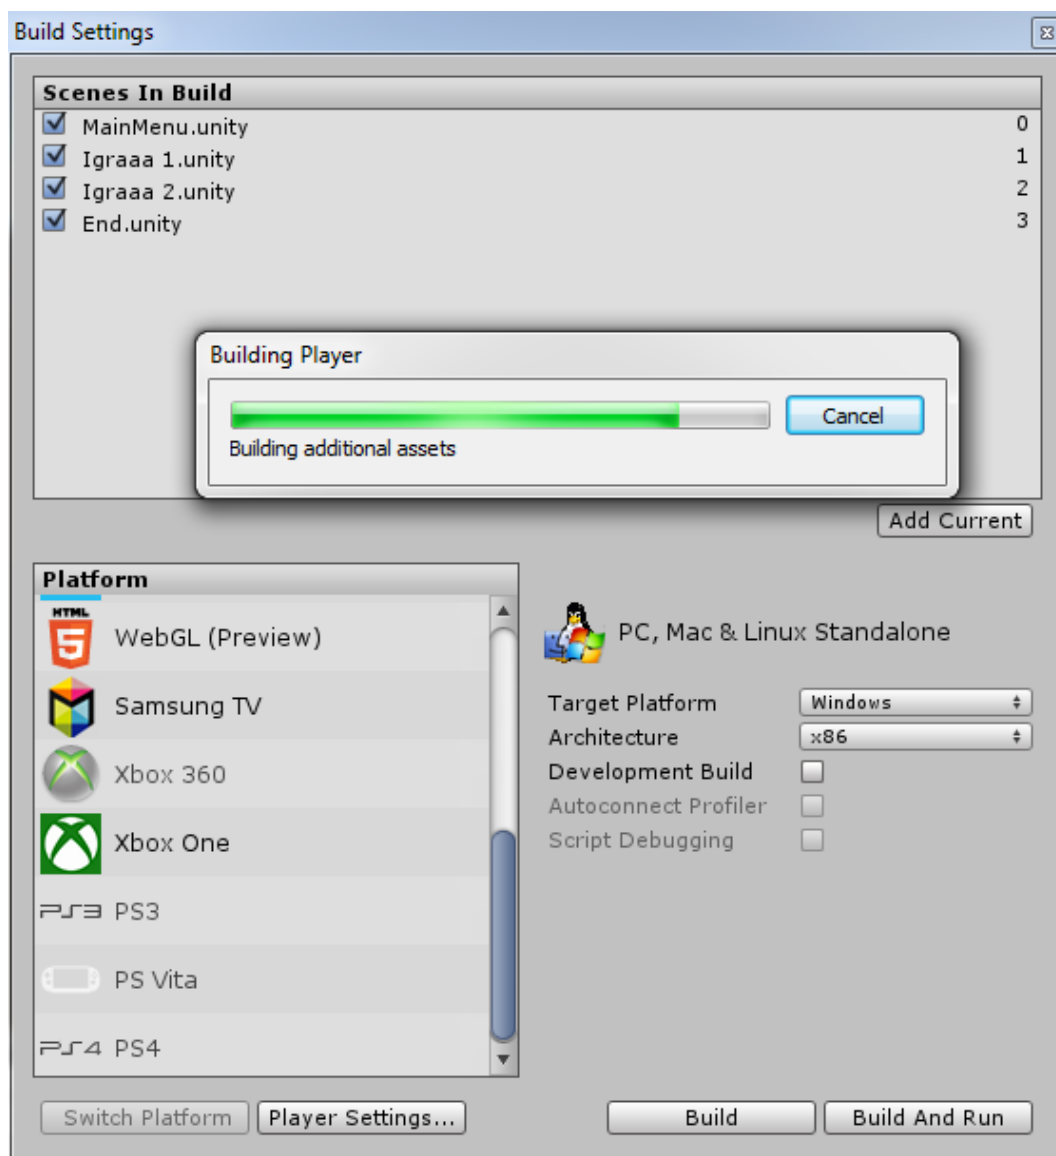 Build Settings
Scenes In Build
MainMenu.unity 0
Igraaa 1.unity 1
Igraaa 2.unity 2
End.unity 3
Building Player
Cancel
Building additional assets
Add Current
Platform
HTML
5
WebGL (Preview)
Samsung TV
Xbox 360
Xbox One
PS3 PS3
PS Vita
PS4 PS4
PC, Mac & Linux Standalone
Target Platform Windows
Architecture x86
Development Build
Autoconnect Profiler
Script Debugging
Switch Platform Player Settings... Build Build And Run